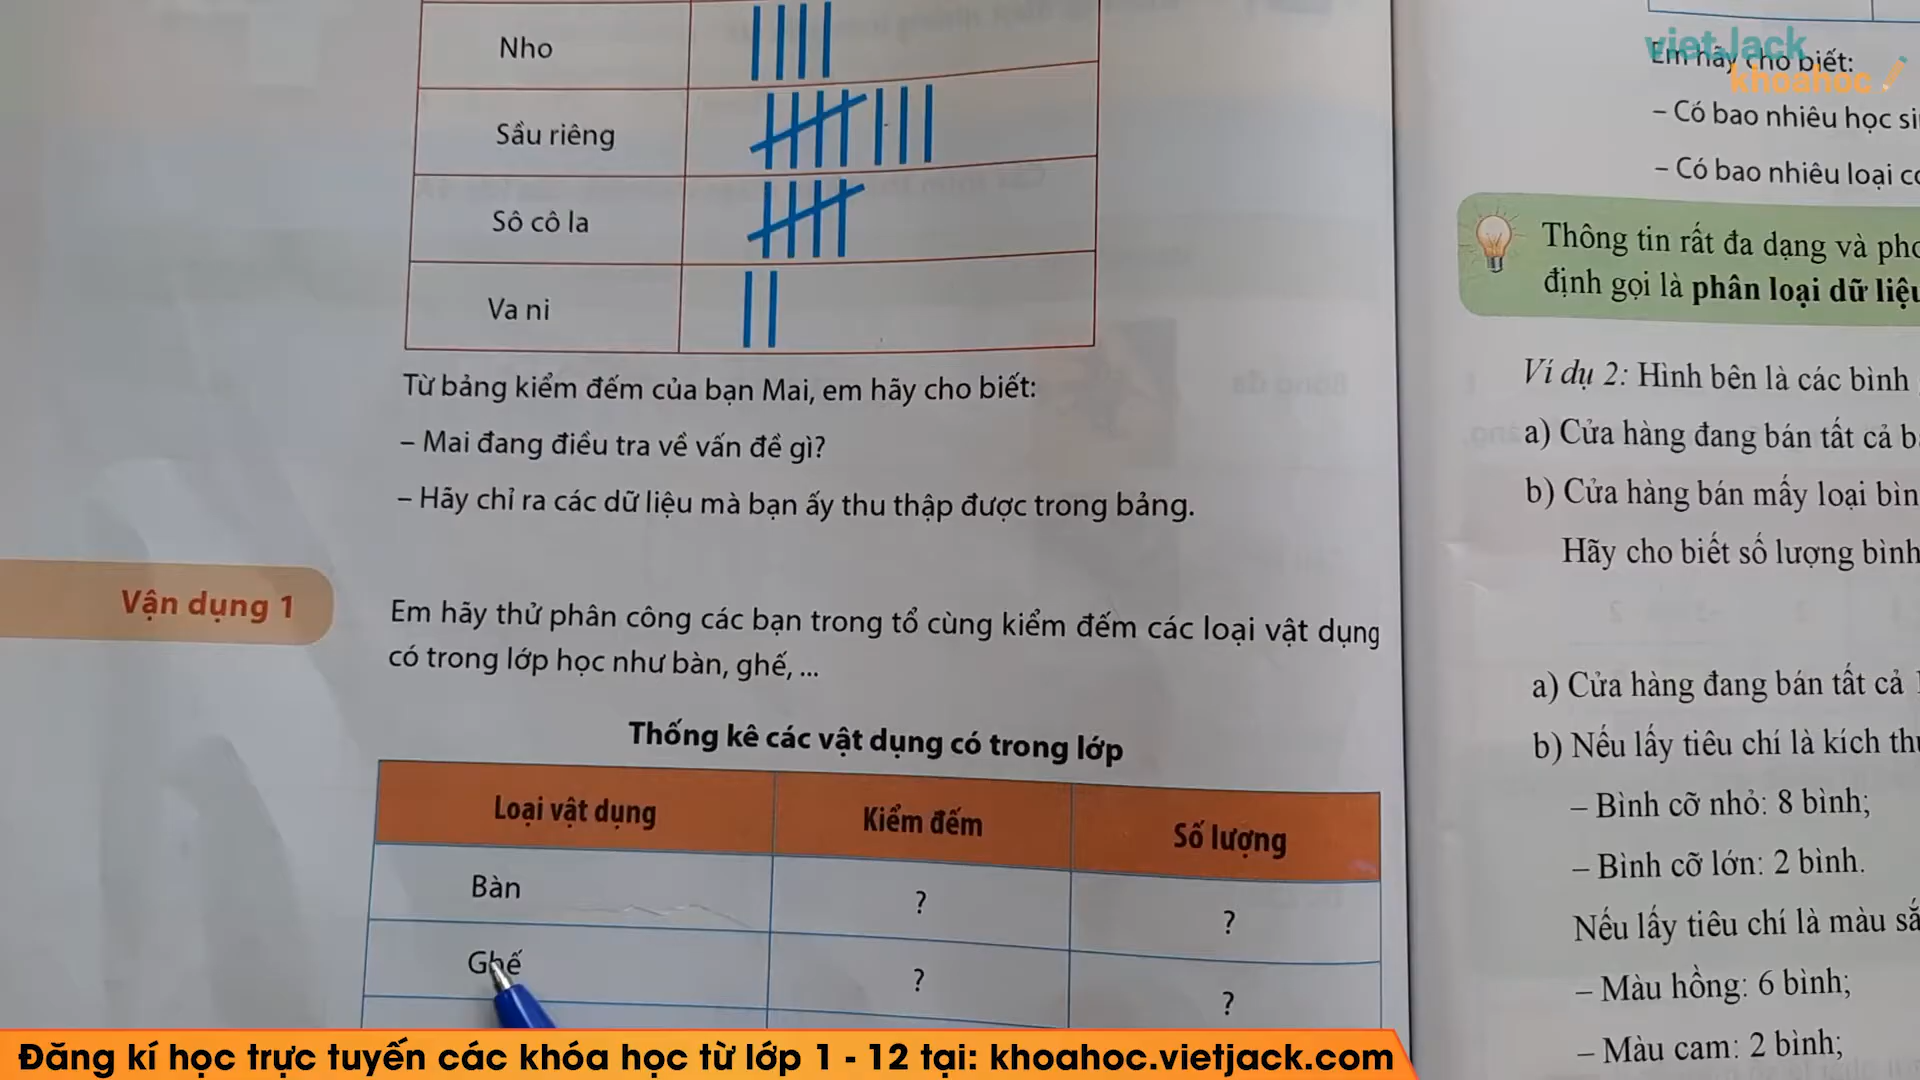 Nho
Sầu riêng
Sô cô la
Va ni
Từ bảng kiểm đếm của bạn Mai, em hãy cho biết:
– Mai đang điều tra về vấn đề gì?
– Hãy chỉ ra các dữ liệu mà bạn ấy thu thập được trong bảng.
Vận dụng 1
Em hãy thử phân công các bạn trong tổ cùng kiểm đếm các loại vật dụng
có trong lớp học như bàn, ghế, ...
Thống kê các vật dụng có trong lớp
Loại vật dụng Kiểm đếm Số lượng
Bàn ? ?
Ghế ? ?
vietJack
khoahoc
Em hãy cho biết:
– Có bao nhiêu học
– Có bao nhiêu loại
Thông tin rất đa dạng và
định gọi là phân loại dữ liệu
Ví dụ 2: Hình bên là các bình
a) Cửa hàng đang bán tất cả
b) Cửa hàng bán mấy loại
Hãy cho biết số lượng bình
a) Cửa hàng đang bán tất cả
b) Nếu lấy tiêu chí là kích
– Bình cỡ nhỏ: 8 bình;
– Bình cỡ lớn: 2 bình.
Nếu lấy tiêu chí là màu
– Màu hồng: 6 bình;
– Màu cam: 2 bình;
Đăng kí học trực tuyến các khóa học từ lớp 1 - 12 tại: khoahoc.vietjack.com